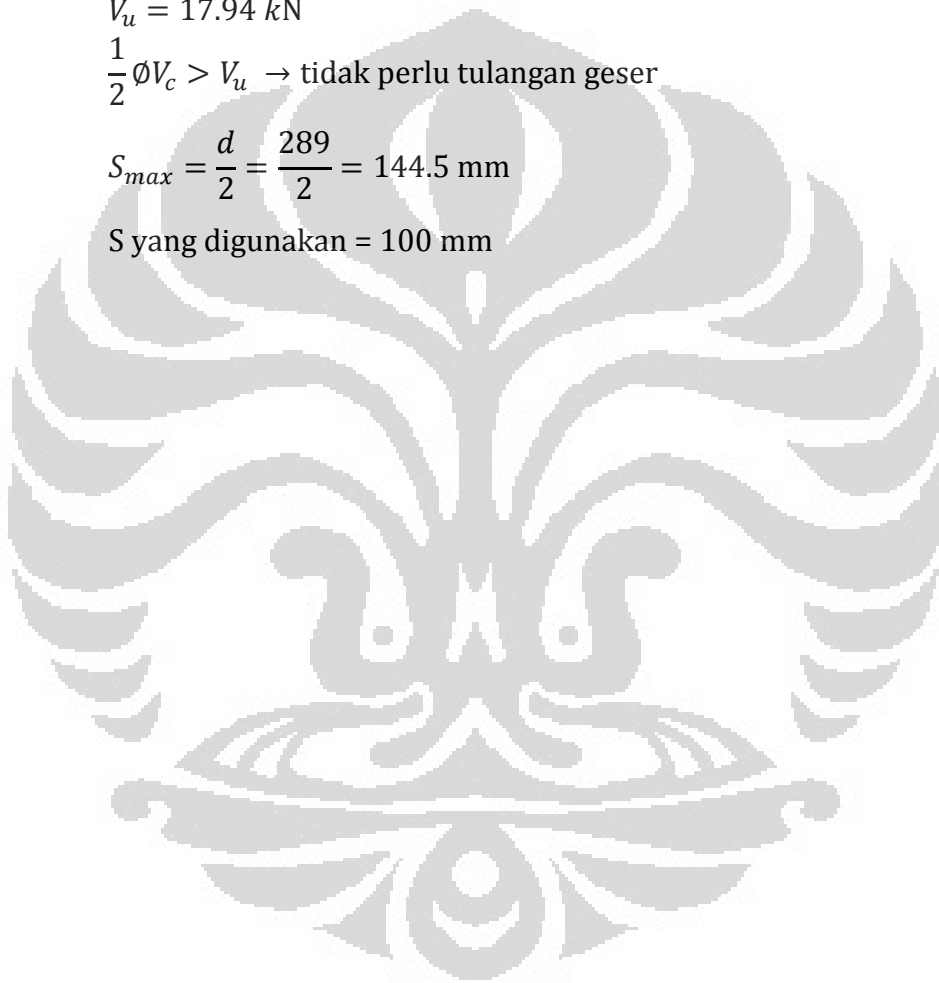 V_u = 17.94 kN
1/2 ∅V_c > V_u → tidak perlu tulangan geser
S_max = d/2 = 289/2 = 144.5 mm
S yang digunakan = 100 mm